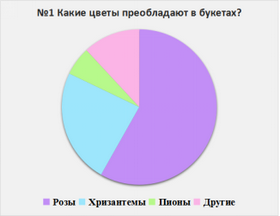 №1 Какие цветы преобладают в букетах?
Розы Хризантемы Пионы Другие